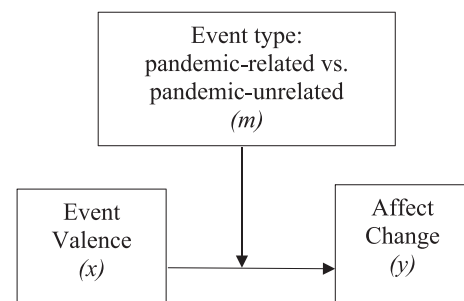 Event type:
pandemic-related vs.
pandemic-unrelated
(m)
Event
Valence
(x)
Affect
Change
(y)